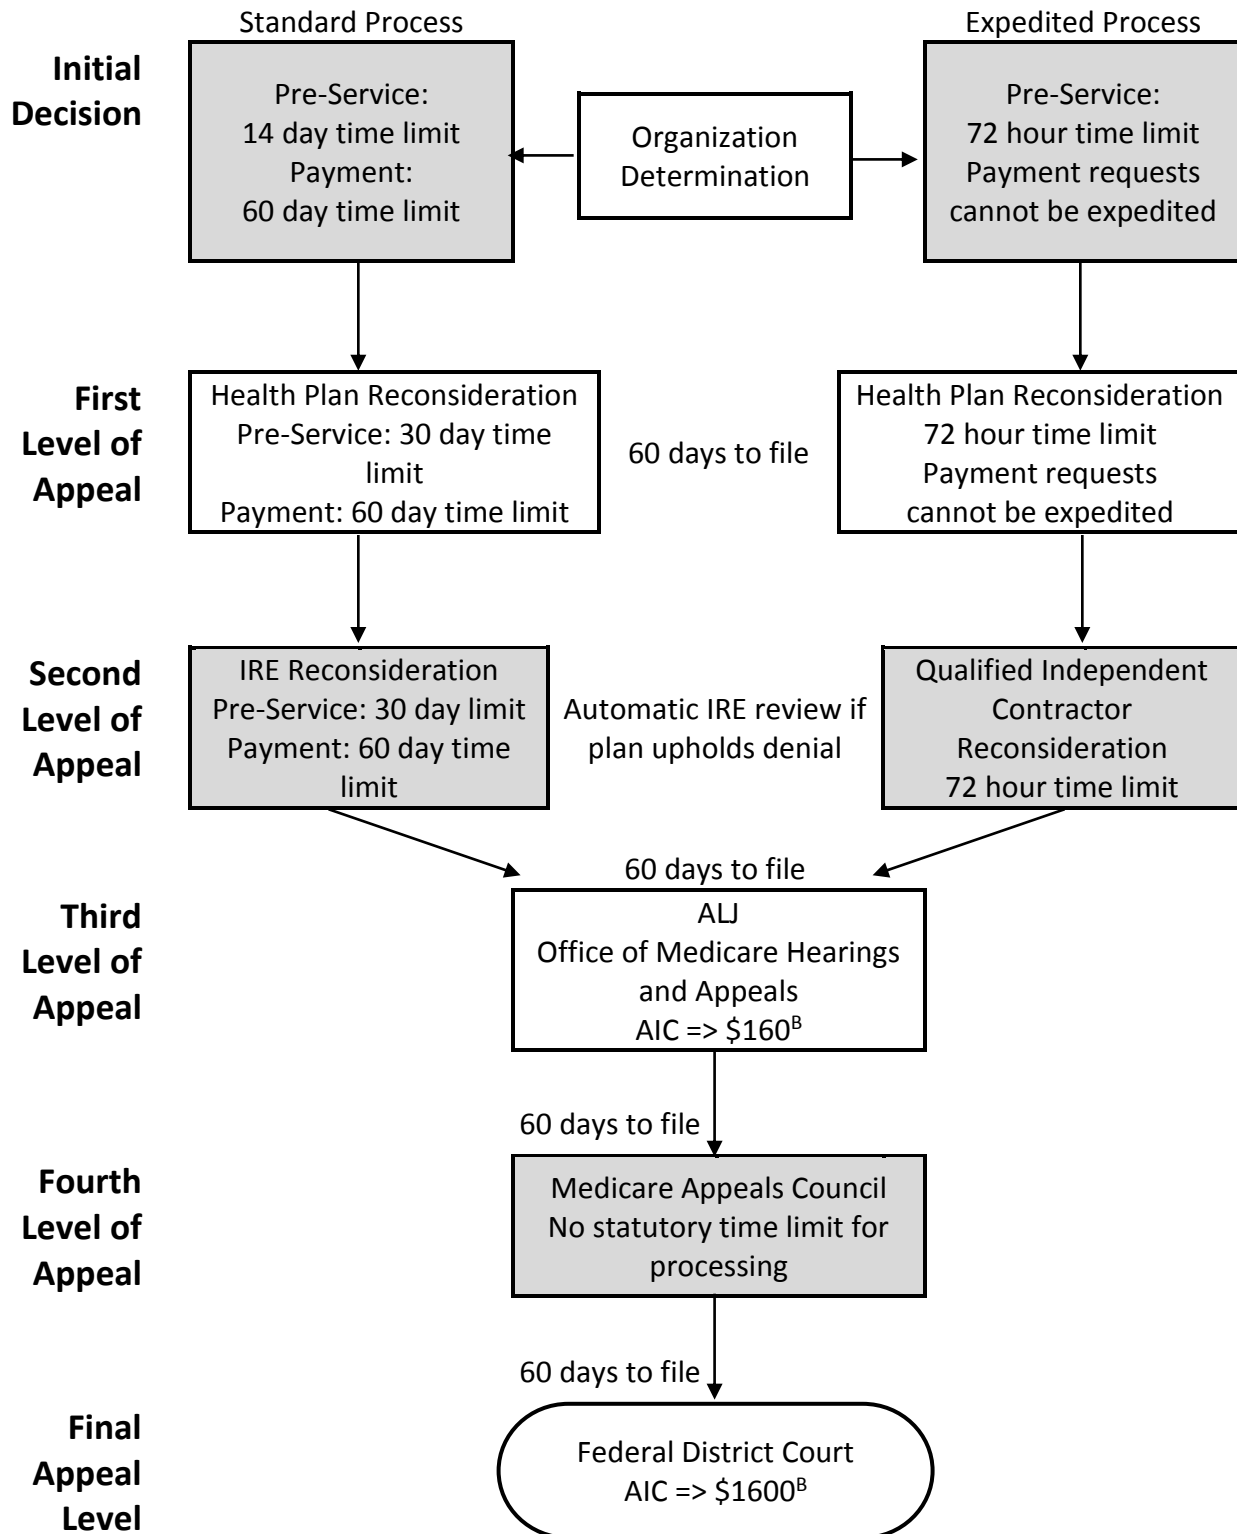 Standard Process
Expedited Process
Initial
Decision
Pre-Service:
14 day time limit
Payment:
60 day time limit
Organization
Determination
Pre-Service:
72 hour time limit
Payment requests
cannot be expedited
First
Level of
Appeal
Health Plan Reconsideration
Pre-Service: 30 day time
limit
Payment: 60 day time limit
60 days to file
Health Plan Reconsideration
72 hour time limit
Payment requests
cannot be expedited
Second
Level of
Appeal
IRE Reconsideration
Pre-Service: 30 day limit
Payment: 60 day time
limit
Automatic IRE review if
plan upholds denial
Qualified Independent
Contractor
Reconsideration
72 hour time limit
60 days to file
Third
Level of
Appeal
ALJ
Office of Medicare Hearings
and Appeals
AIC => $160ᴮ
60 days to file
Fourth
Level of
Appeal
Medicare Appeals Council
No statutory time limit for
processing
60 days to file
Final
Appeal
Level
Federal District Court
AIC => $1600ᴮ